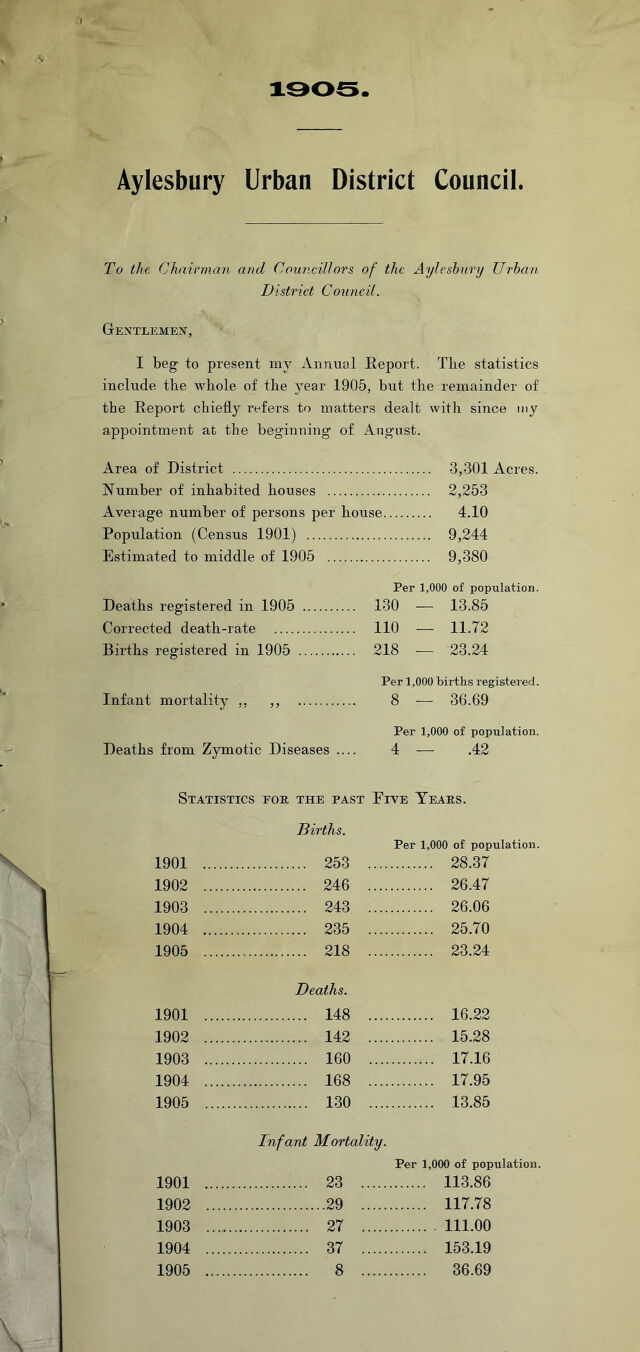 1905.
Aylesbury Urban District Council.
To the Chairman and Councillors of the Aylesbury Urban
District Council.
GENTLEMEN,
I beg to present my Annual Report. The statistics
include the whole of the year 1905, but the remainder of
the Report chiefly refers to matters dealt with since my
appointment at the beginning of August.
Area of District .................................... 3,301 Acres.
Number of inhabited houses ................... 2,253
Average number of persons per house......... 4.10
Population (Census 1901) ....................... 9,244
Estimated to middle of 1905 ................... 9,380
Per 1,000 of population.
Deaths registered in 1905 .......... 130 — 13.85
Corrected death-rate ............... 110 — 11.72
Births registered in 1905 ........... 218 — 23.24
Per 1,000 births registered.
Infant mortality ,, ,, ........... 8 — 36.69
Per 1,000 of population.
Deaths from Zymotic Diseases .... 4 — .42
STATISTICS FOR THE PAST FIVE YEARS.
Births.
Per 1,000 of population.
1901 ................... 253 ............ 28.37
1902 ................... 246 ............ 26.47
1903 ................... 243 ............ 26.06
1904 ................... 235 ............ 25.70
1905 ................... 218 ............ 23.24
Deaths.
1901 ................... 148 ............ 16.22
1902 ................... 142 ............ 15.28
1903 ................... 160 ............ 17.16
1904 ................... 168 ............ 17.95
1905 ................... 130 ............ 13.85
Infant Mortality.
Per 1,000 of population.
1901 ................... 23 ............ 113.86
1902 ......................29 ............ 117.78
1903 ................... 27 ............ 111.00
1904 ................... 37 ............ 153.19
1905 ................... 8 ............ 36.69